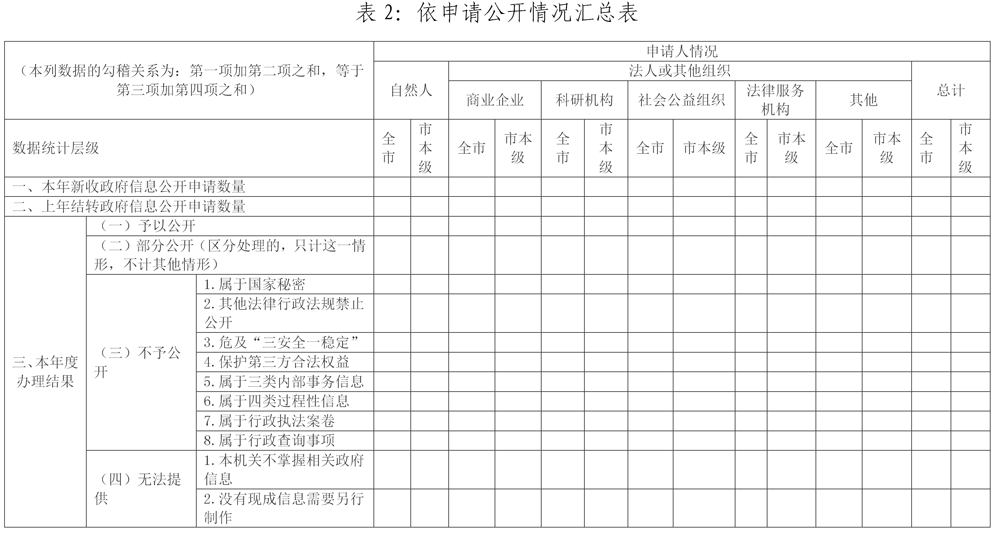 表 2：依申请公开情况汇总表
（本列数据的勾稽关系为：第一项加第二项之和，等于
第三项加第四项之和）
申请人情况
自然人
法人或其他组织
总计
商业企业
科研机构
社会公益组织
法律服务
机构
其他
数据统计层级
全
市
市
本
级
全市
市本
级
全
市
市
本
级
全市
市本级
全
市
市本
级
全市
市本
级
全
市
市
本
级
一、本年新收政府信息公开申请数量
二、上年结转政府信息公开申请数量
三、本年度
办理结果
（一）予以公开
（二）部分公开（区分处理的，只计这一情
形，不计其他情形）
（三）不予公
开
1.属于国家秘密
2.其他法律行政法规禁止
公开
3.危及“三安全一稳定”
4.保护第三方合法权益
5.属于三类内部事务信息
6.属于四类过程性信息
7.属于行政执法案卷
8.属于行政查询事项
（四）无法提
供
1.本机关不掌握相关政府
信息
2.没有现成信息需要另行
制作